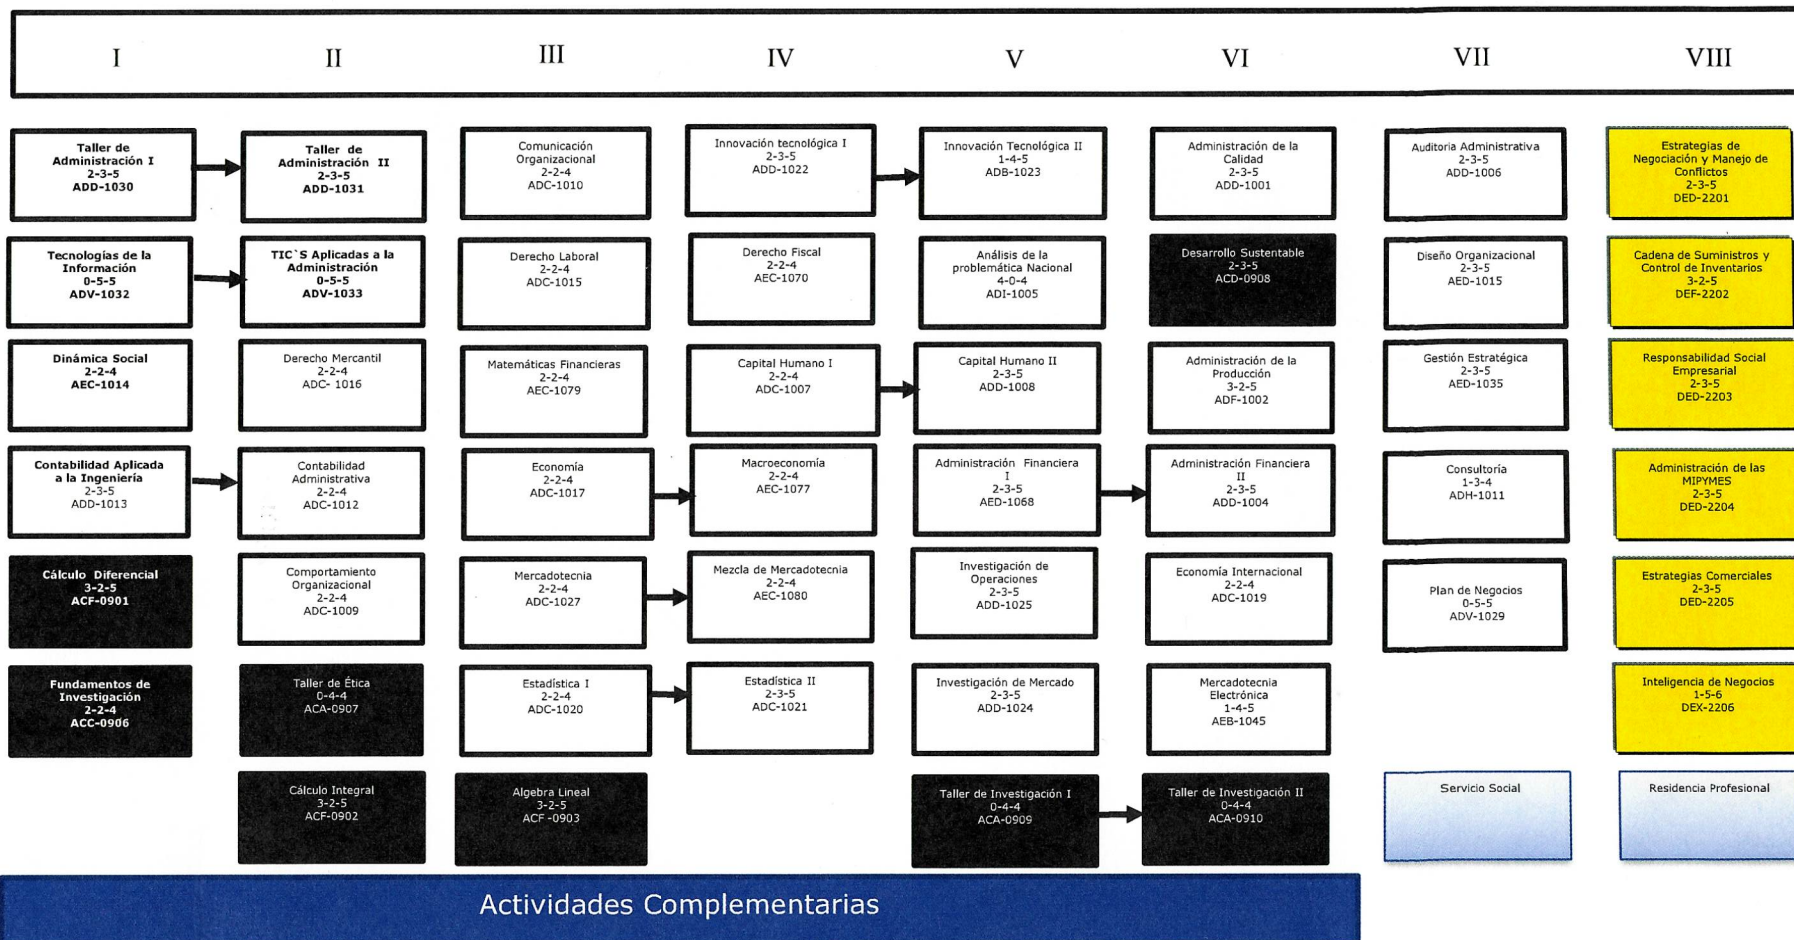 I
II
III
IV
V
VI
VII
VIII
Taller de
Administración I
2-3-5
ADD-1030
Taller de
Administración II
2-3-5
ADD-1031
Comunicación
Organizacional
2-2-4
ADC-1010
Innovación tecnológica I
2-3-5
ADD-1022
Innovación Tecnológica II
1-4-5
ADB-1023
Administración de la
Calidad
2-3-5
ADD-1001
Auditoria Administrativa
2-3-5
ADD-1006
Estrategias de
Negociación y Manejo de
Conflictos
2-3-5
DED-2201
Tecnologías de la
Información
0-5-5
ADV-1032
TIC`S Aplicadas a la
Administración
0-5-5
ADV-1033
Derecho Laboral
2-2-4
ADC-1015
Derecho Fiscal
2-2-4
AEC-1070
Análisis de la
problemática Nacional
4-0-4
ADI-1005
Desarrollo Sustentable
2-3-5
ACD-0908
Diseño Organizacional
2-3-5
AED-1015
Cadena de Suministros y
Control de Inventarios
3-2-5
DEF-2202
Dinámica Social
2-2-4
AEC-1014
Derecho Mercantil
2-2-4
ADC- 1016
Matemáticas Financieras
2-2-4
AEC-1079
Capital Humano I
2-2-4
ADC-1007
Capital Humano II
2-3-5
ADD-1008
Administración de la
Producción
3-2-5
ADF-1002
Gestión Estratégica
2-3-5
AED-1035
Responsabilidad Social
Empresarial
2-3-5
DED-2203
Contabilidad Aplicada
a la Ingeniería
2-3-5
ADD-1013
Contabilidad
Administrativa
2-2-4
ADC-1012
Economía
2-2-4
ADC-1017
Macroeconomía
2-2-4
AEC-1077
Administración Financiera
I
2-3-5
AED-1068
Administración Financiera
II
2-3-5
ADD-1004
Consultoría
1-3-4
ADH-1011
Administración de las
MIPYMES
2-3-5
DED-2204
Cálculo Diferencial
3-2-5
ACF-0901
Comportamiento
Organizacional
2-2-4
ADC-1009
Mercadotecnia
2-2-4
ADC-1027
Mezcla de Mercadotecnia
2-2-4
AEC-1080
Investigación de
Operaciones
2-3-5
ADD-1025
Economía Internacional
2-2-4
ADC-1019
Plan de Negocios
0-5-5
ADV-1029
Estrategias Comerciales
2-3-5
DED-2205
Fundamentos de
Investigación
2-2-4
ACC-0906
Taller de Ética
0-4-4
ACA-0907
Estadística I
2-2-4
ADC-1020
Estadística II
2-3-5
ADC-1021
Investigación de Mercado
2-3-5
ADD-1024
Mercadotecnia
Electrónica
1-4-5
AEB-1045
Inteligencia de Negocios
1-5-6
DEX-2206
Cálculo Integral
3-2-5
ACF-0902
Algebra Lineal
3-2-5
ACF -0903
Taller de Investigación I
0-4-4
ACA-0909
Taller de Investigación II
0-4-4
ACA-0910
Servicio Social
Residencia Profesional
Actividades Complementarias